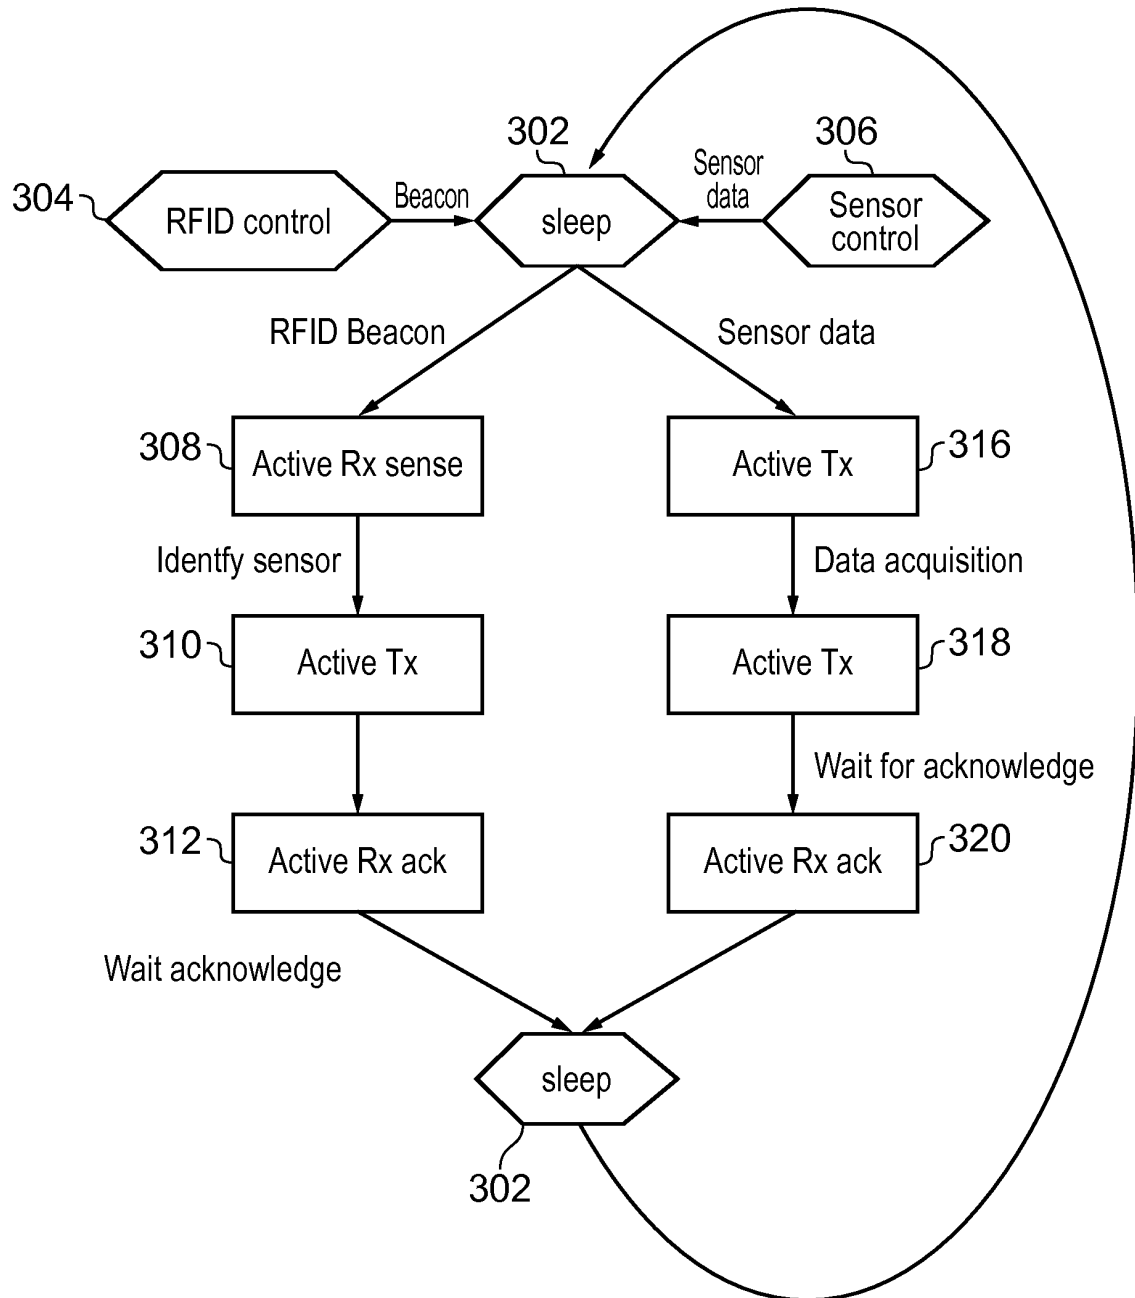 302
306
304
RFID control
Beacon
sleep
Sensor
data
Sensor
control
RFID Beacon
Sensor data
308
Active Rx sense
Active Tx
316
Identfy sensor
Data acquisition
310
Active Tx
Active Tx
318
Wait for acknowledge
312
Active Rx ack
Active Rx ack
320
Wait acknowledge
sleep
302